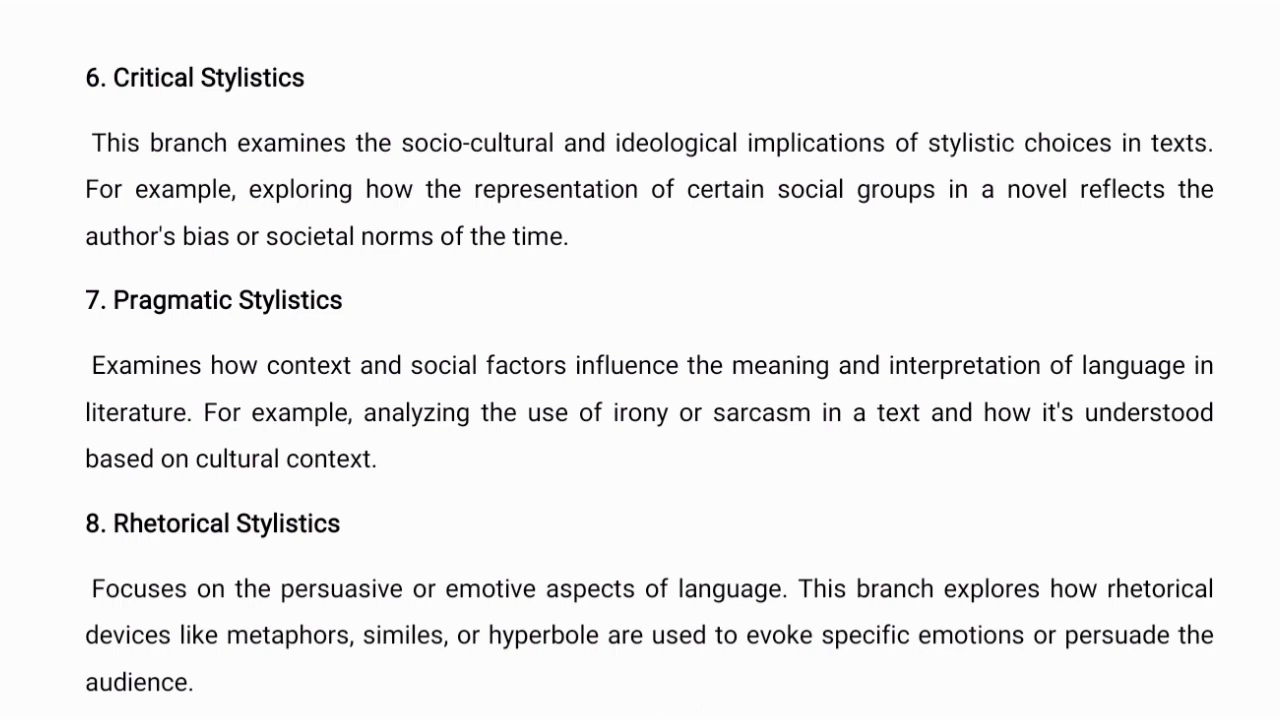 6. Critical Stylistics
This branch examines the socio-cultural and ideological implications of stylistic choices in texts.
For example, exploring how the representation of certain social groups in a novel reflects the
author's bias or societal norms of the time.
7. Pragmatic Stylistics
Examines how context and social factors influence the meaning and interpretation of language in
literature. For example, analyzing the use of irony or sarcasm in a text and how it's understood
based on cultural context.
8. Rhetorical Stylistics
Focuses on the persuasive or emotive aspects of language. This branch explores how rhetorical
devices like metaphors, similes, or hyperbole are used to evoke specific emotions or persuade the
audience.